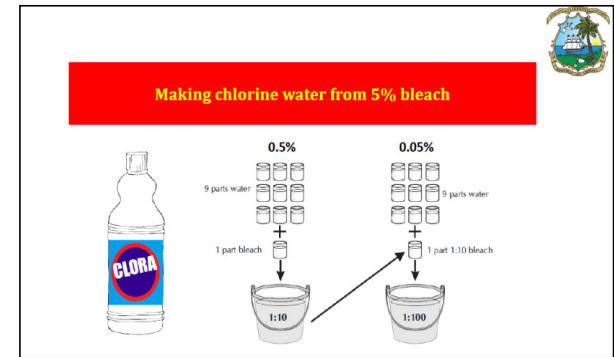 Making chlorine water from 5% bleach
0.5%
0.05%
9 parts water
9 parts water
1 part bleach
1 part 1:10 bleach
CLORA
1:10
1:100